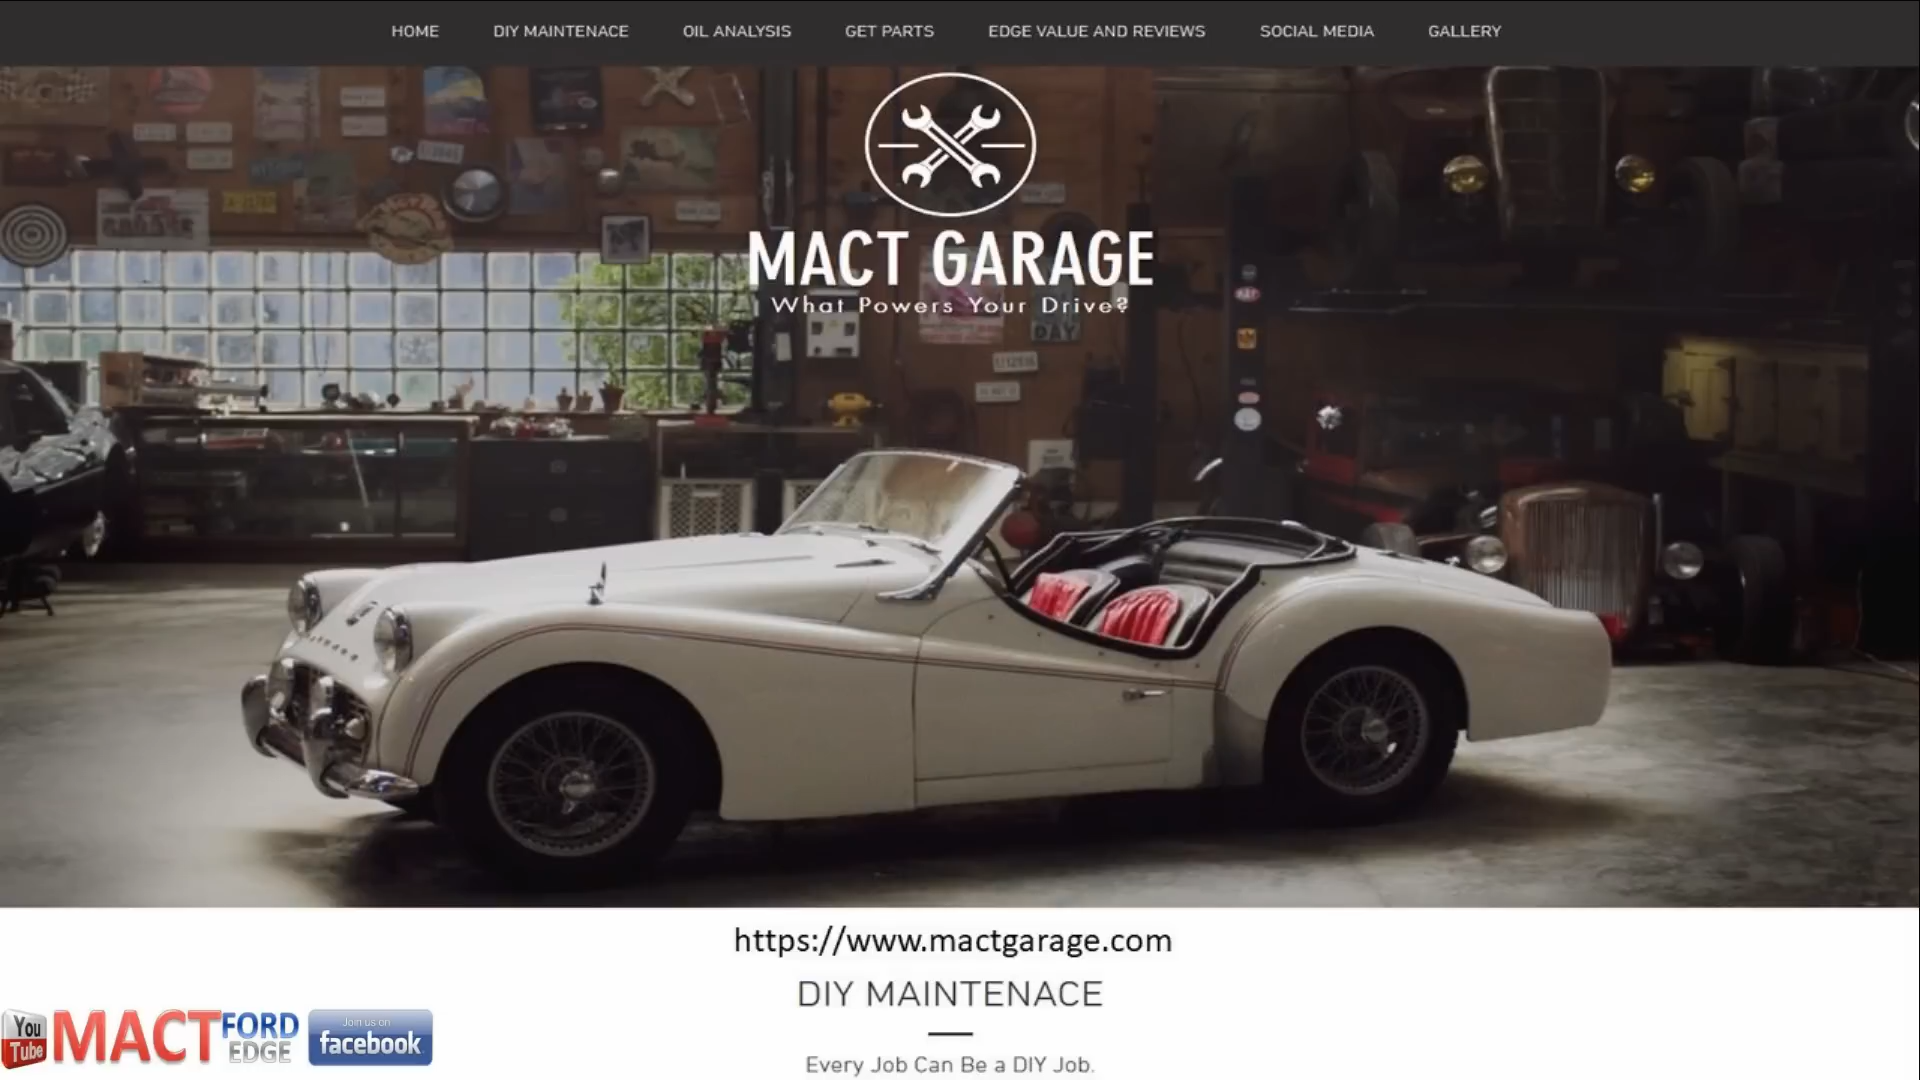 HOME DIY MAINTENACE OIL ANALYSIS GET PARTS EDGE VALUE AND REVIEWS SOCIAL MEDIA GALLERY
MACT GARAGE
What Powers Your Drive?
DAY
https://www.mactgarage.com
DIY MAINTENACE
Every Job Can Be a DIY Job.
You
Tube
MACT
FORD
EDGE
Join us on
facebook